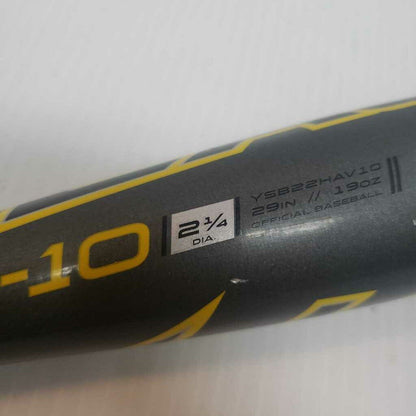 -10
2 1/4
DIA.
YSB22HAV10
29IN // 19OZ
OFFICIAL BASEBALL